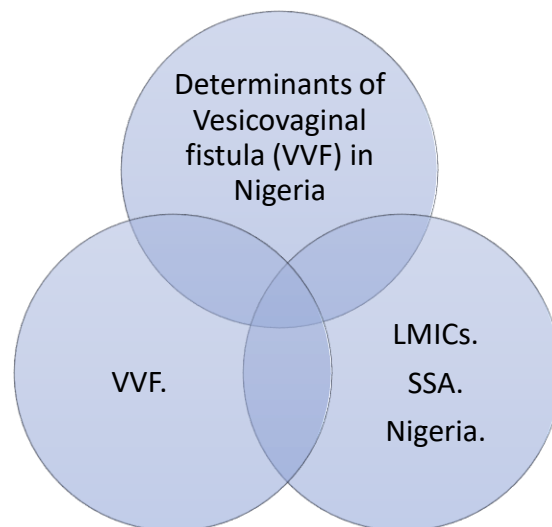 Determinants of
Vesicovaginal
fistula (VVF) in
Nigeria
VVF.
LMICs.
SSA.
Nigeria.